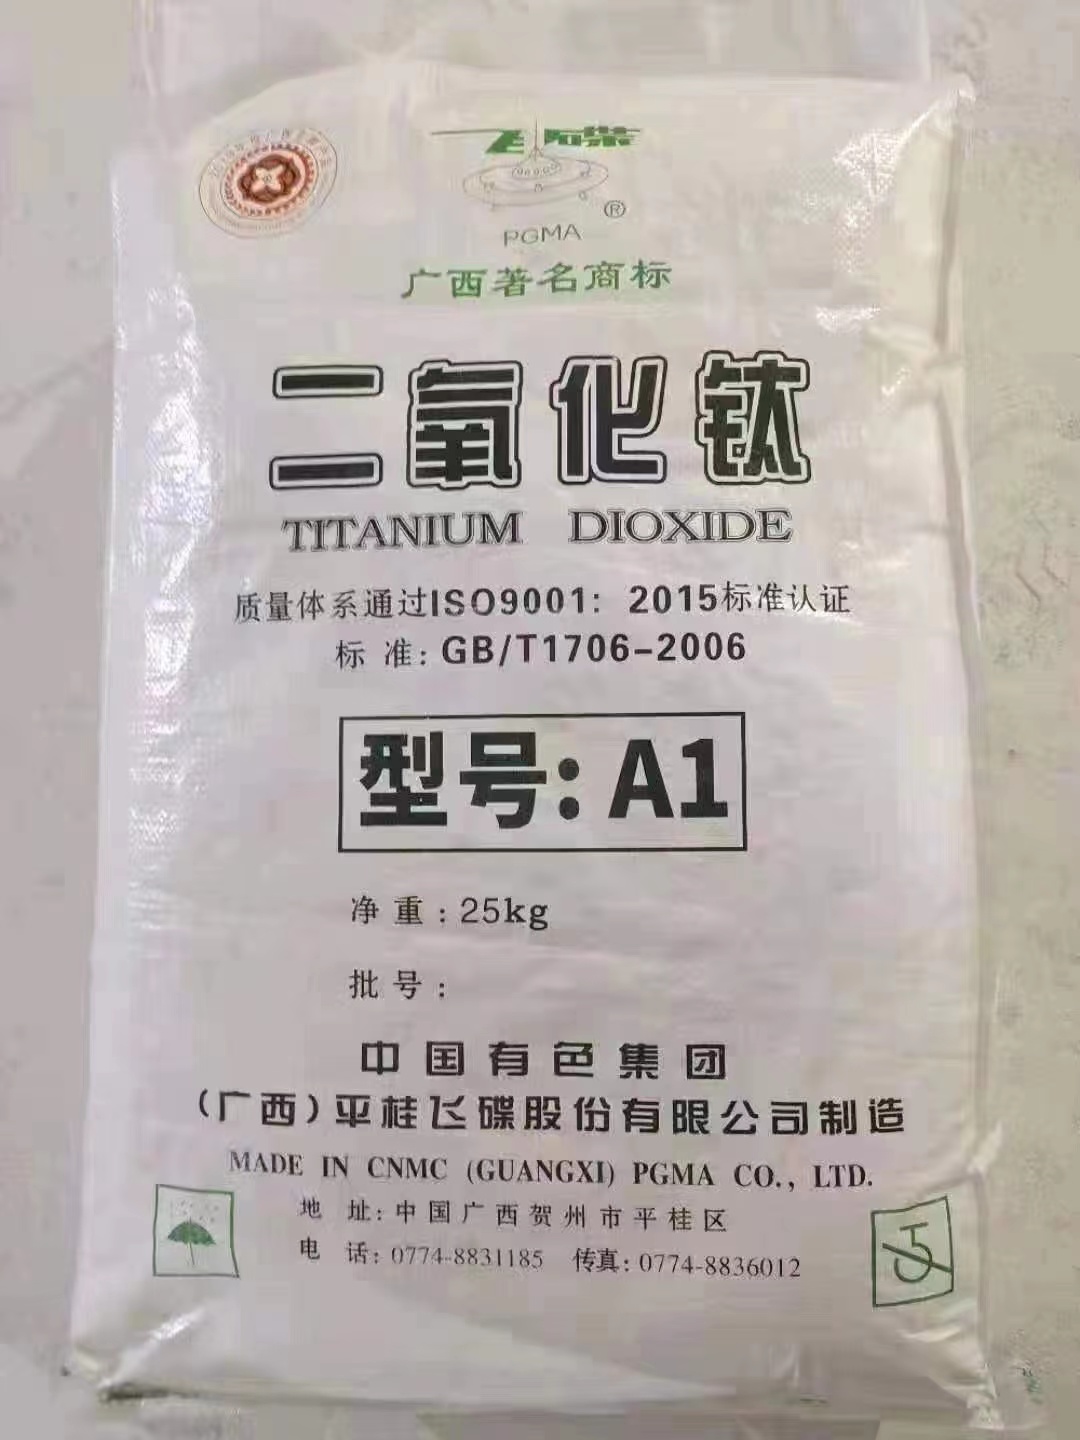 飞碟
®
PGMA
广西著名商标
二氧化钛
TITANIUM DIOXIDE
质量体系通过ISO9001: 2015标准认证
标 准: GB/T1706-2006
型号: A1
净 重 : 25kg
批 号 :
中国有色集团
(广西)平桂飞碟股份有限公司制造
MADE IN CNMC (GUANGXI) PGMA CO., LTD.
地 址: 中国广西贺州市平桂区
电 话: 0774-8831185 传真: 0774-8836012